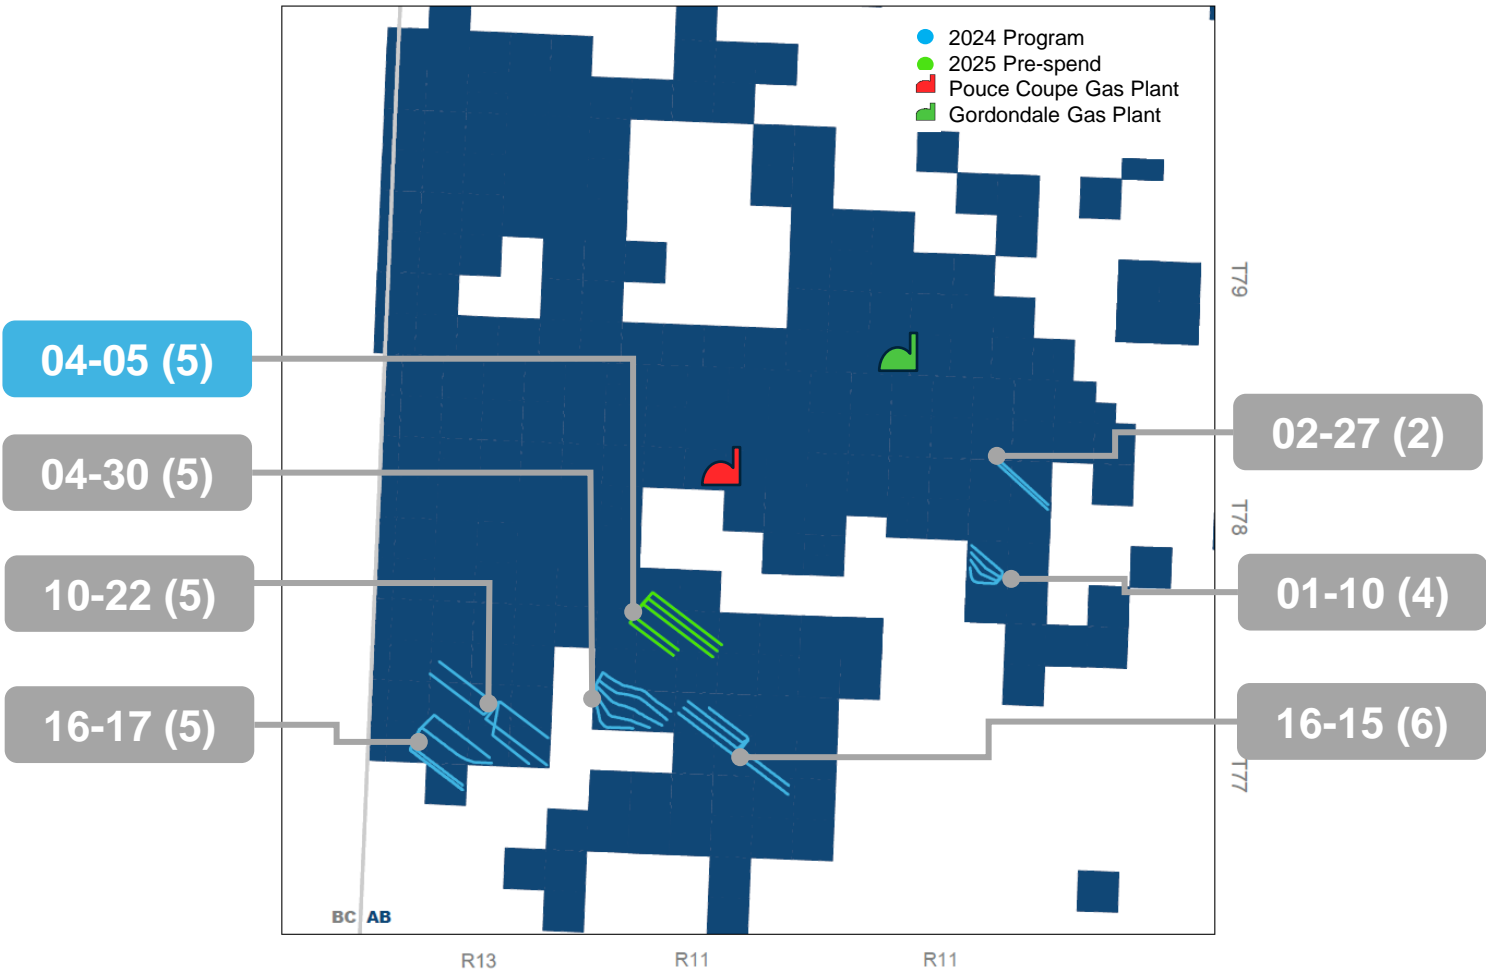 2024 Program
2025 Pre-spend
Pouce Coupe Gas Plant
Gordondale Gas Plant
T79
04-05 (5)
02-27 (2)
04-30 (5)
T78
10-22 (5)
01-10 (4)
16-17 (5)
16-15 (6)
T77
BC AB
R13
R11
R11